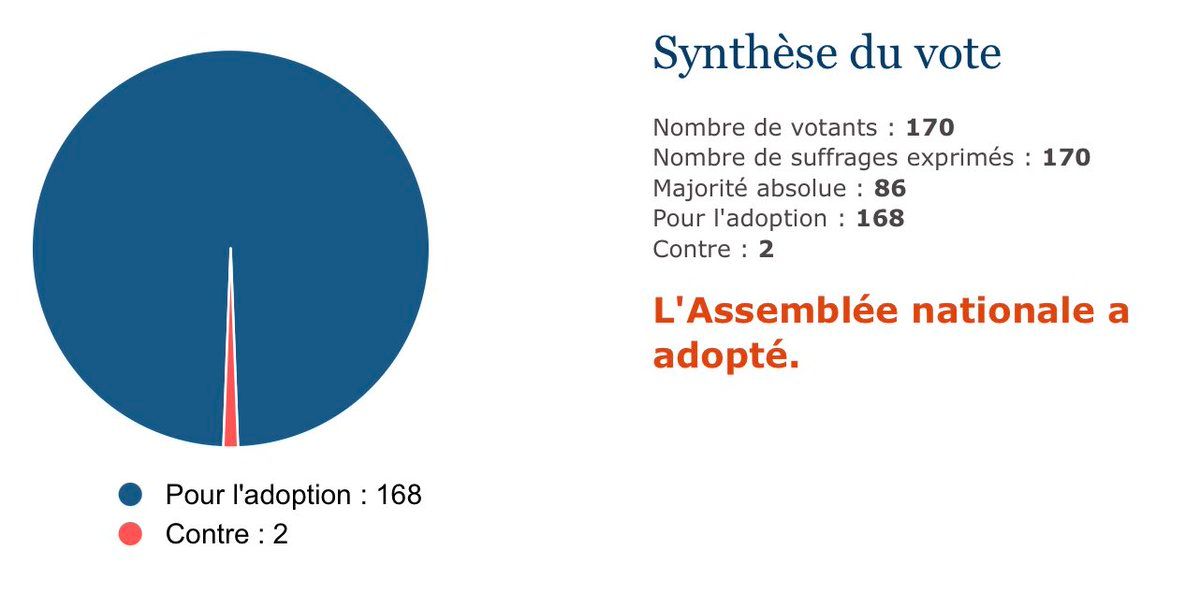 Synthèse du vote
Nombre de votants : 170
Nombre de suffrages exprimés : 170
Majorité absolue : 86
Pour l'adoption : 168
Contre : 2
L'Assemblée nationale a
adopté.
Pour l'adoption : 168
Contre : 2